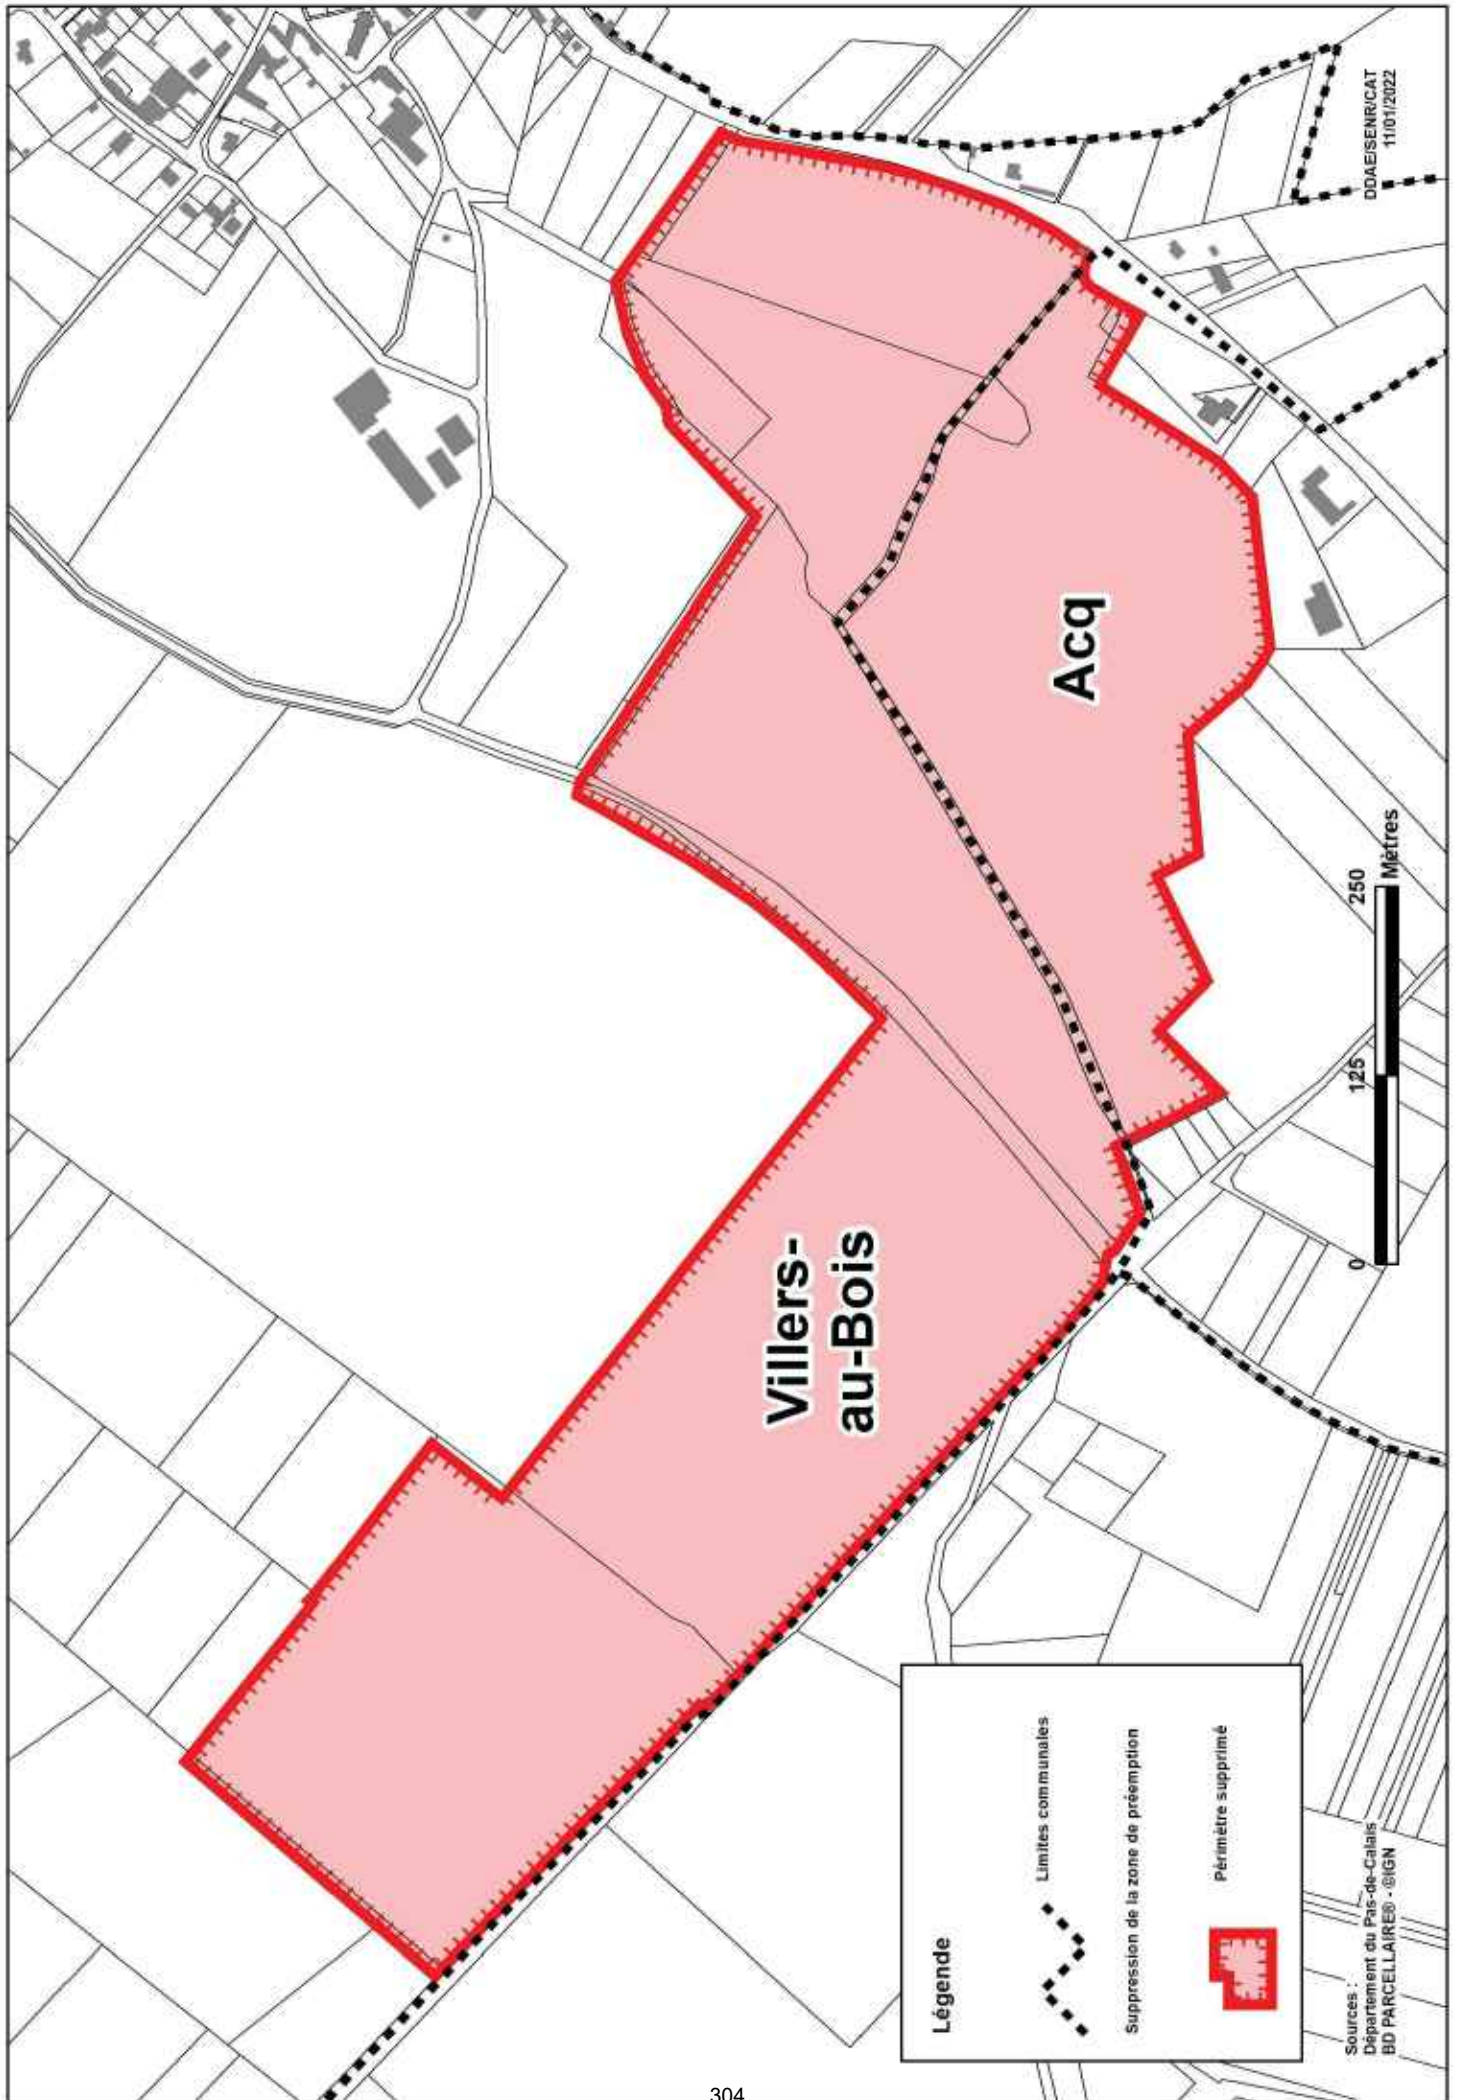 Villers-
au-Bois
Acq
Légende
Limites communales
Suppression de la zone de préemption
Périmètre supprimé
0
125
250
Mètres
Sources :
Département du Pas-de-Calais
BD PARCELLAIRE® - ©IGN
DDAE/SENR/CAT
11/01/2022
304